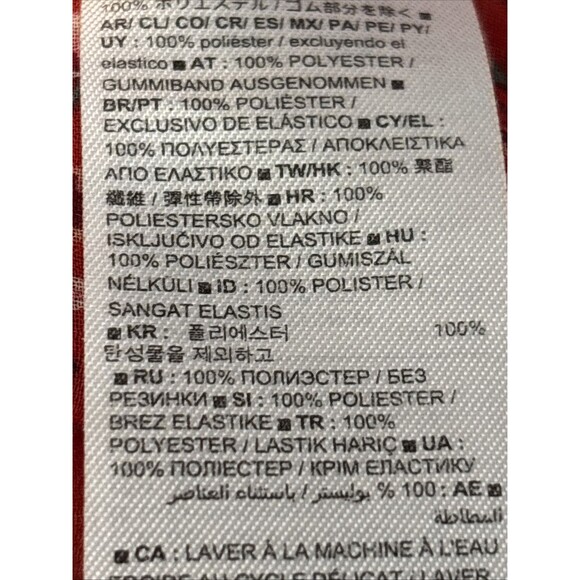 100% ポリエステル / ゴム部分を除く ■
AR/ CL/ CO/ CR/ ES/ MX/ PA/ PE/ PY/
UY : 100% poliéster / excluyendo el
elastico ■ AT : 100% POLYESTER /
GUMMIBAND AUSGENOMMEN ■
BR/PT : 100% POLIÉSTER /
EXCLUSIVO DE ELÁSTICO ■ CY/EL :
100% ΠΟΛΥΕΣΤΕΡΑΣ / ΑΠΟΚΛΕΙΣΤΙΚΑ
ΑΠΟ ΕΛΑΣΤΙΚΟ ■ TW/HK : 100% 聚酯
纖維 / 彈性帶除外 ■ HR : 100%
POLIESTERSKO VLAKNO /
ISKLJUČIVO OD ELASTIKE ■ HU :
100% POLIÉSZTER / GUMISZÁL
NÉLKÜLI ■ ID : 100% POLISTER /
SANGAT ELASTIS
■ KR : 폴리에스터 100%
탄성물을 제외하고
■ RU : 100% ПОЛИЭСТЕР / БЕЗ
РЕЗИНКИ ■ SI : 100% POLIESTER /
BREZ ELASTIKE ■ TR : 100%
POLYESTER / LASTIK HARIÇ ■ UA :
100% ПОЛІЕСТЕР / КРІМ ЕЛАСТИКУ
■ AE : 100 % بوليستر / باستثناء العناصر
المطاطة
■ CA : LAVER À LA MACHINE À L'EAU
FROIDE AU CYCLE DÉLICAT / LAVER